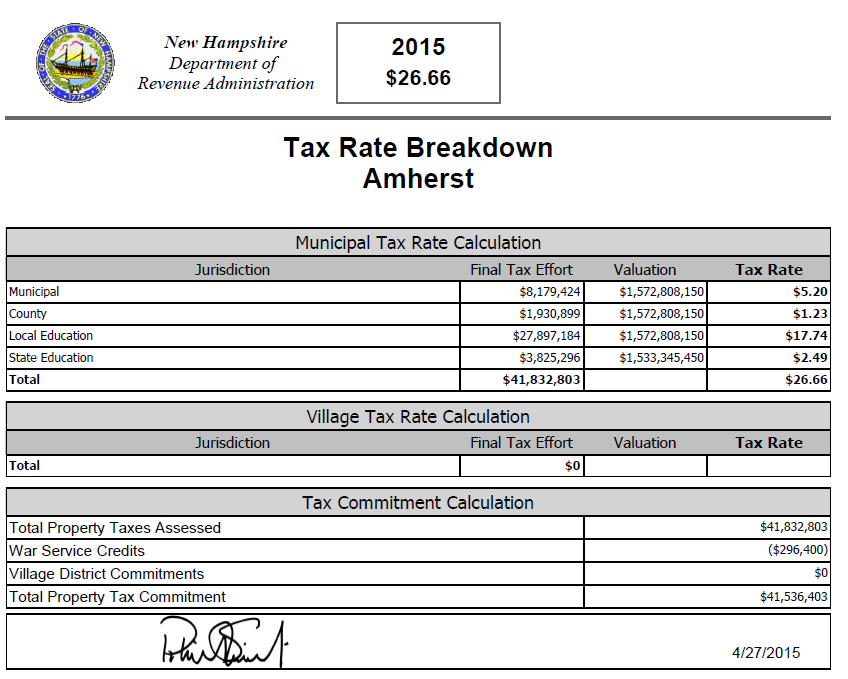 New Hampshire
Department of
Revenue Administration
2015
$26.66
Tax Rate Breakdown
Amherst
Municipal Tax Rate Calculation
Jurisdiction Final Tax Effort Valuation Tax Rate
Municipal $8,179,424 $1,572,808,150 $5.20
County $1,930,899 $1,572,808,150 $1.23
Local Education $27,897,184 $1,572,808,150 $17.74
State Education $3,825,296 $1,533,345,450 $2.49
Total $41,832,803 $26.66
Village Tax Rate Calculation
Jurisdiction Final Tax Effort Valuation Tax Rate
Total $0
Tax Commitment Calculation
Total Property Taxes Assessed $41,832,803
War Service Credits ($296,400)
Village District Commitments $0
Total Property Tax Commitment $41,536,403
4/27/2015